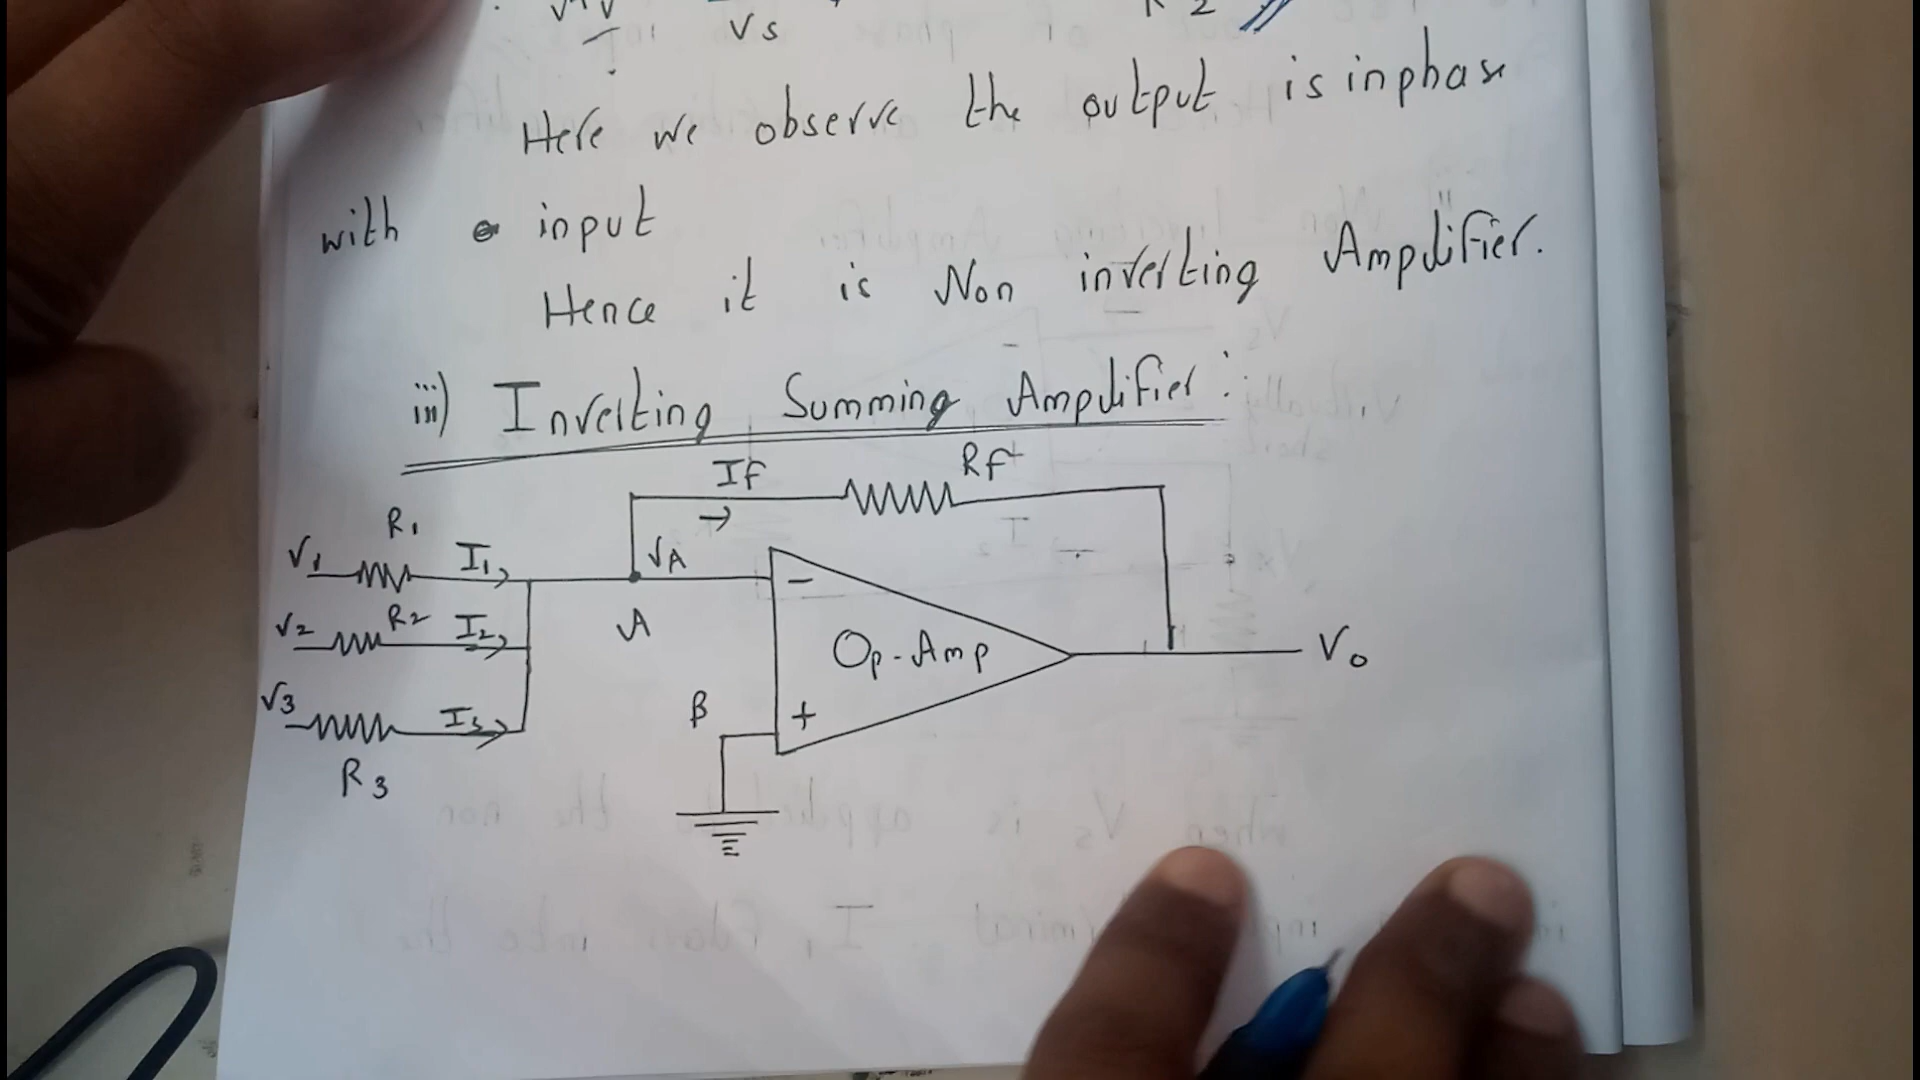 Vs
Here we observe the output is inphase
with input
Hence it is Non inverting Amplifier.
iii) Inverting Summing Amplifier:
If Rf
R1
V1 I1 VA
V2 R2 I2 A
Op-Amp Vo
V3 I3 B
R3
-
+